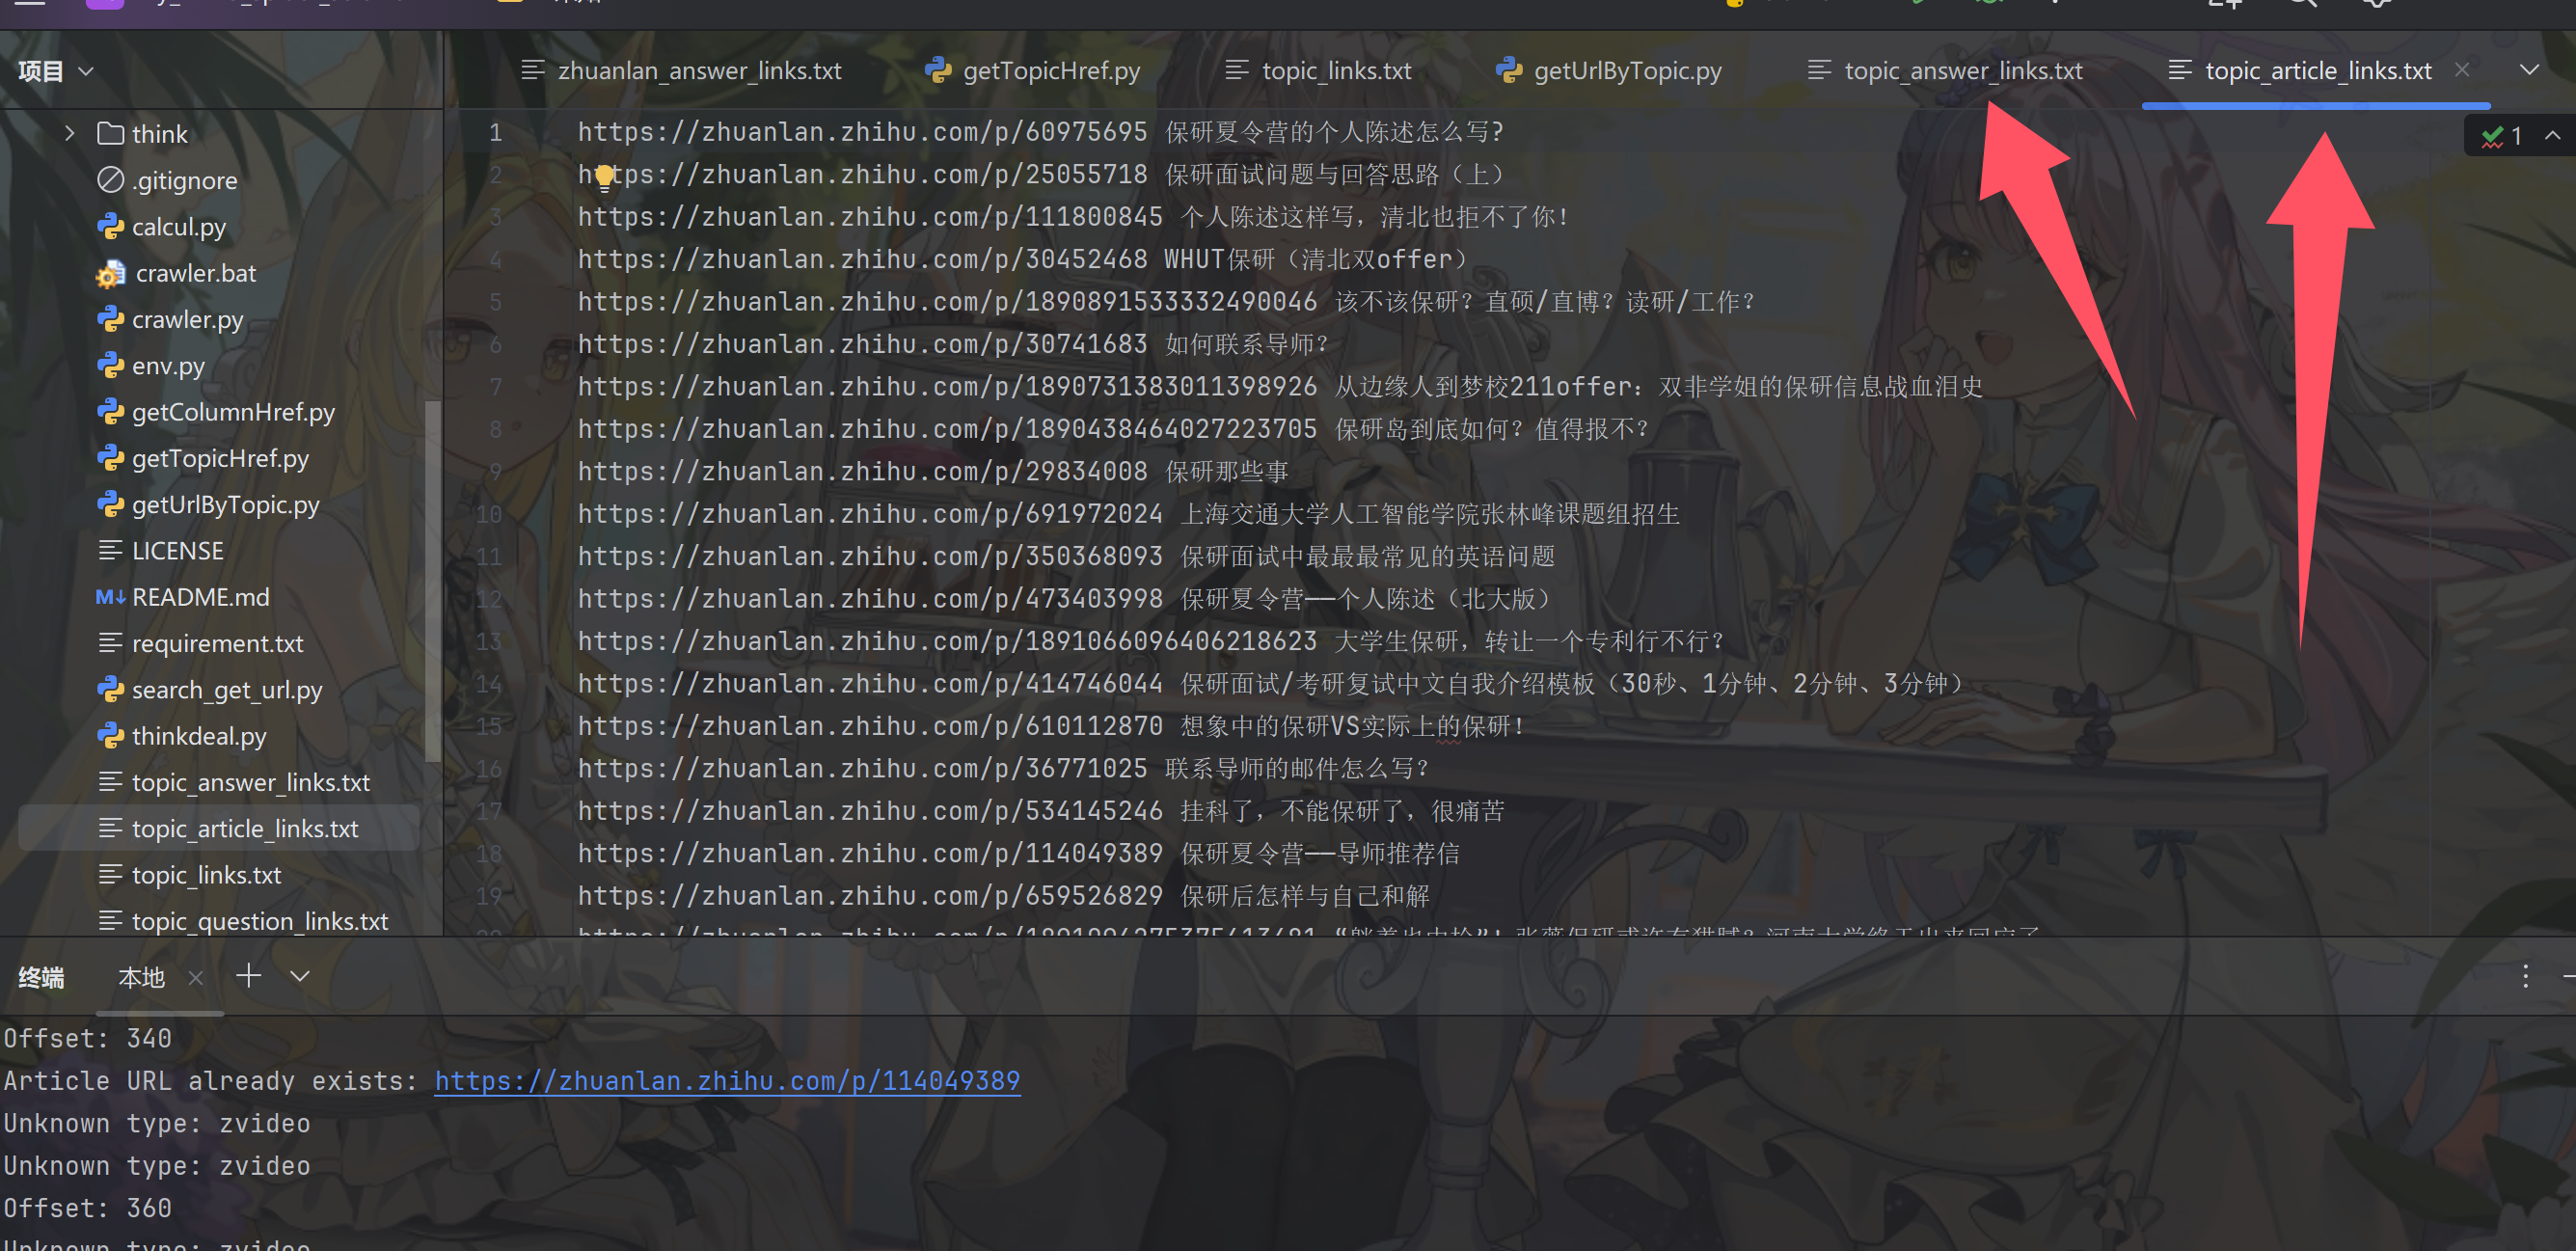 项目
zhuanlan_answer_links.txt
getTopicHref.py
topic_links.txt
getUrlByTopic.py
topic_answer_links.txt
topic_article_links.txt
1
think
.gitignore
calcul.py
crawler.bat
crawler.py
env.py
getColumnHref.py
getTopicHref.py
getUrlByTopic.py
LICENSE
M↓ README.md
requirement.txt
search_get_url.py
thinkdeal.py
topic_answer_links.txt
topic_article_links.txt
topic_links.txt
topic_question_links.txt
1 https://zhuanlan.zhihu.com/p/60975695 保研夏令营的个人陈述怎么写?
2 https://zhuanlan.zhihu.com/p/25055718 保研面试问题与回答思路（上）
3 https://zhuanlan.zhihu.com/p/111800845 个人陈述这样写，清北也拒不了你！
4 https://zhuanlan.zhihu.com/p/30452468 WHUT保研（清北双offer）
5 https://zhuanlan.zhihu.com/p/1890891533332490046 该不该保研？直硕/直博？读研/工作？
6 https://zhuanlan.zhihu.com/p/30741683 如何联系导师？
7 https://zhuanlan.zhihu.com/p/1890731383011398926 从边缘人到梦校211offer：双非学姐的保研信息战血泪史
8 https://zhuanlan.zhihu.com/p/1890438464027223705 保研岛到底如何？值得报不？
9 https://zhuanlan.zhihu.com/p/29834008 保研那些事
10 https://zhuanlan.zhihu.com/p/691972024 上海交通大学人工智能学院张林峰课题组招生
11 https://zhuanlan.zhihu.com/p/350368093 保研面试中最最最常见的英语问题
12 https://zhuanlan.zhihu.com/p/473403998 保研夏令营——个人陈述（北大版）
13 https://zhuanlan.zhihu.com/p/1891066096406218623 大学生保研，转让一个专利行不行？
14 https://zhuanlan.zhihu.com/p/414746044 保研面试/考研复试中文自我介绍模板（30秒、1分钟、2分钟、3分钟）
15 https://zhuanlan.zhihu.com/p/610112870 想象中的保研VS实际上的保研！
16 https://zhuanlan.zhihu.com/p/36771025 联系导师的邮件怎么写？
17 https://zhuanlan.zhihu.com/p/534145246 挂科了，不能保研了，很痛苦
18 https://zhuanlan.zhihu.com/p/114049389 保研夏令营——导师推荐信
19 https://zhuanlan.zhihu.com/p/659526829 保研后怎样与自己和解
终端
本地
Offset: 340
Article URL already exists: https://zhuanlan.zhihu.com/p/114049389
Unknown type: zvideo
Unknown type: zvideo
Offset: 360
Unknown type: zvideo